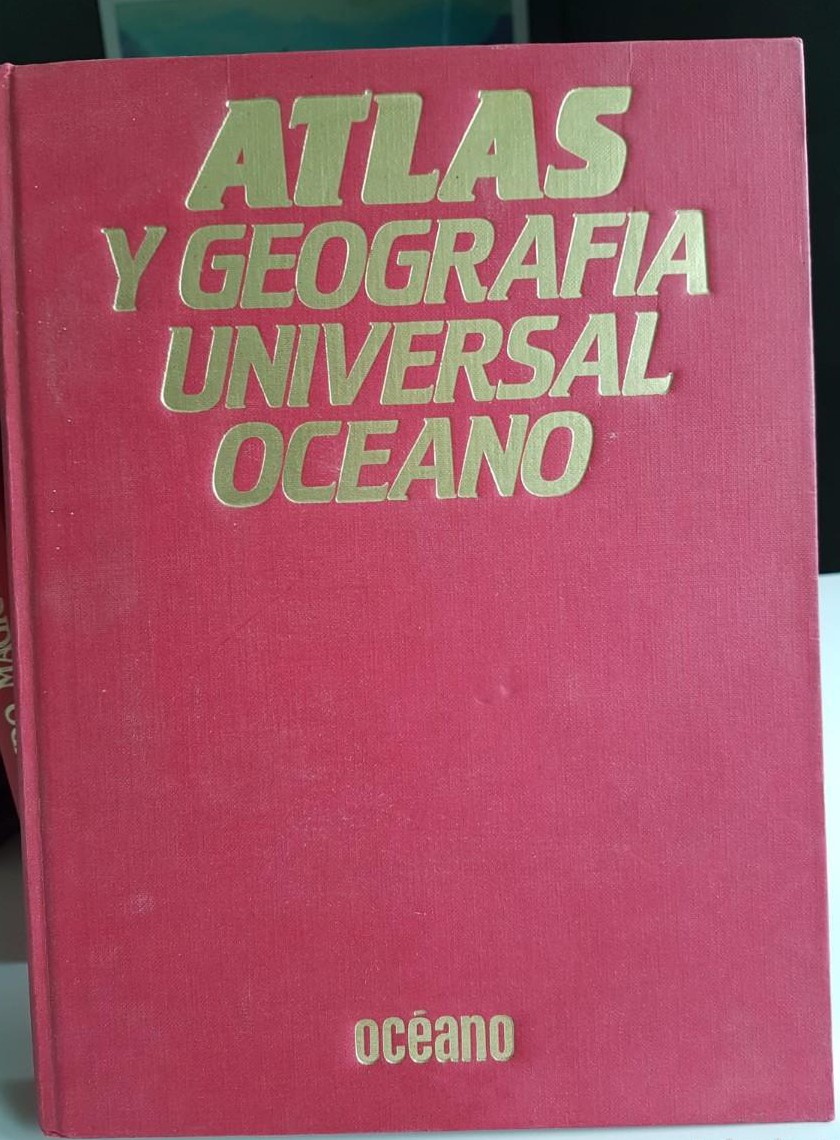 ATLAS
Y GEOGRAFIA
UNIVERSAL
OCEANO
océano